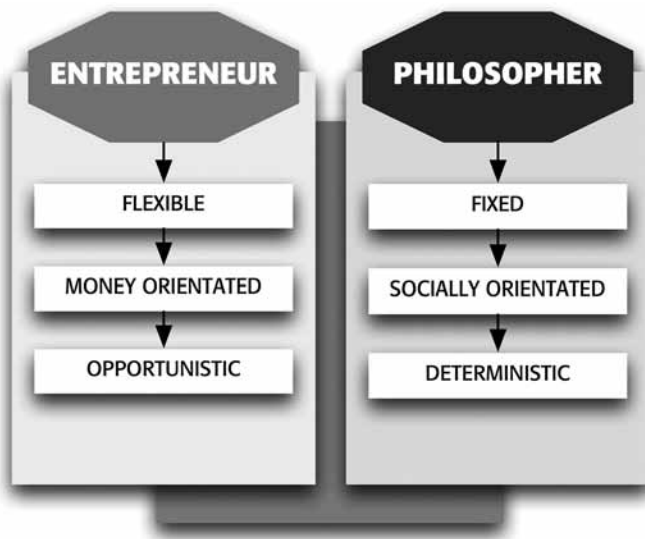 ENTREPRENEUR
FLEXIBLE
MONEY ORIENTATED
OPPORTUNISTIC
PHILOSOPHER
FIXED
SOCIALLY ORIENTATED
DETERMINISTIC